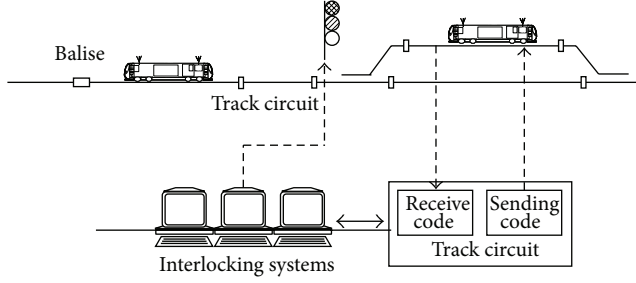 Balise
Track circuit
Receive
code
Sending
code
Track circuit
Interlocking systems